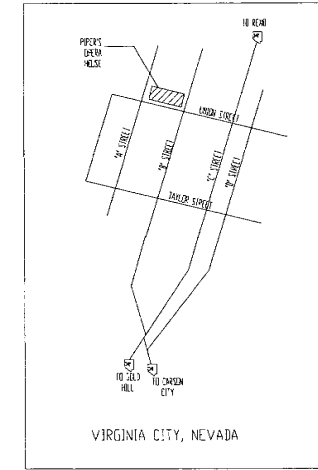 TO RENO
PIPER'S
OPERA
HOUSE
UNION STREET
"A" STREET
"B" STREET
"C" STREET
"D" STREET
TAYLOR STREET
TO GOLD
HILL
TO CARSON
CITY
VIRGINIA CITY, NEVADA